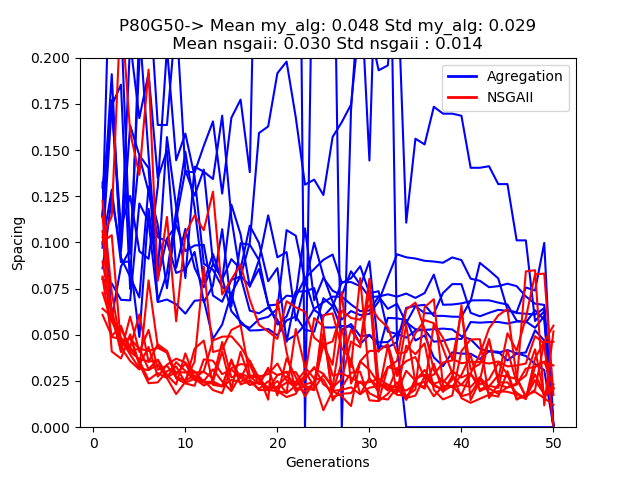 P80G50-> Mean my_alg: 0.048 Std my_alg: 0.029
Mean nsgaii: 0.030 Std nsgaii : 0.014
Agregation
NSGAII
Spacing
0.200
0.175
0.150
0.125
0.100
0.075
0.050
0.025
0.000
0 10 20 30 40 50
Generations